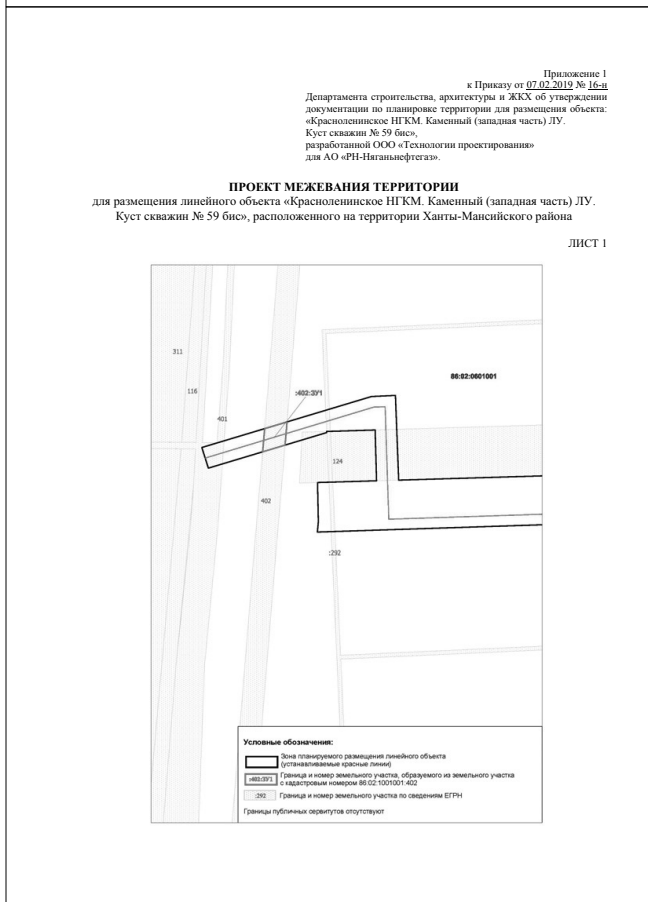 Приложение 1
к Приказу от 07.02.2019 № 16-н
Департамента строительства, архитектуры и ЖКХ об утверждении
документации по планировке территории для размещения объекта:
«Красноленинское НГКМ. Каменный (западная часть) ЛУ.
Куст скважин № 59 бис»,
разработанной ООО «Технологии проектирования»
для АО «РН-Няганьнефтегаз».
ПРОЕКТ МЕЖЕВАНИЯ ТЕРРИТОРИИ
для размещения линейного объекта «Красноленинское НГКМ. Каменный (западная часть) ЛУ.
Куст скважин № 59 бис», расположенного на территории Ханты-Мансийского района
ЛИСТ 1
311
86:02:0601001
116
:402:ЗУ1
401
124
402
:292
Условные обозначения:
Зона планируемого размещения линейного объекта
(устанавливаемые красные линии)
:402:ЗУ1 Граница и номер земельного участка, образуемого из земельного участка
с кадастровым номером 86:02:1001001:402
:292 Граница и номер земельного участка по сведениям ЕГРН
Границы публичных сервитутов отсутствуют